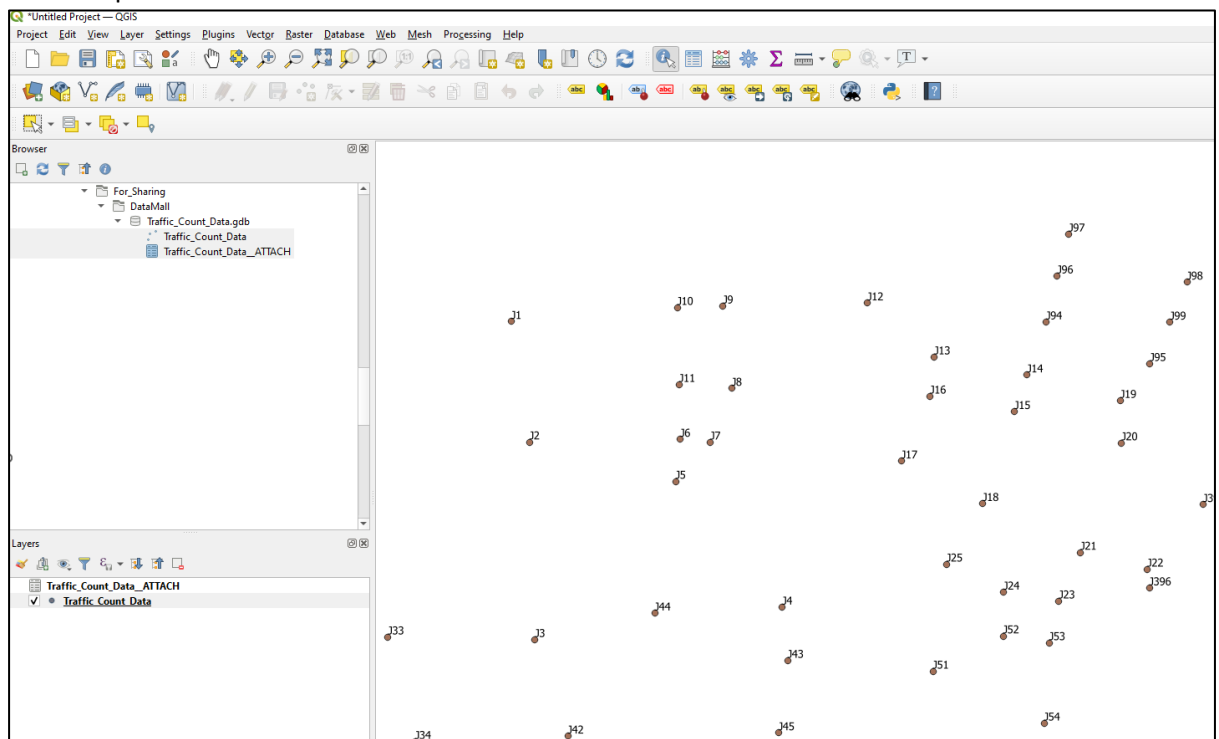 *Untitled Project — QGIS
Project Edit View Layer Settings Plugins Vector Raster Database Web Mesh Processing Help
Browser
For_Sharing
DataMall
Traffic_Count_Data.gdb
Traffic_Count_Data
Traffic_Count_Data__ATTACH
Layers
Traffic_Count_Data__ATTACH
Traffic Count Data
J97
J96
J98
J12
J10
J9
J1
J94
J99
J13
J95
J14
J11
J8
J16
J19
J15
J6
J7
J2
J20
J17
J5
J18
J3
J21
J25
J22
J24
J396
J23
J4
J44
J33
J3
J52
J53
J43
J51
J54
J42
J45
J34